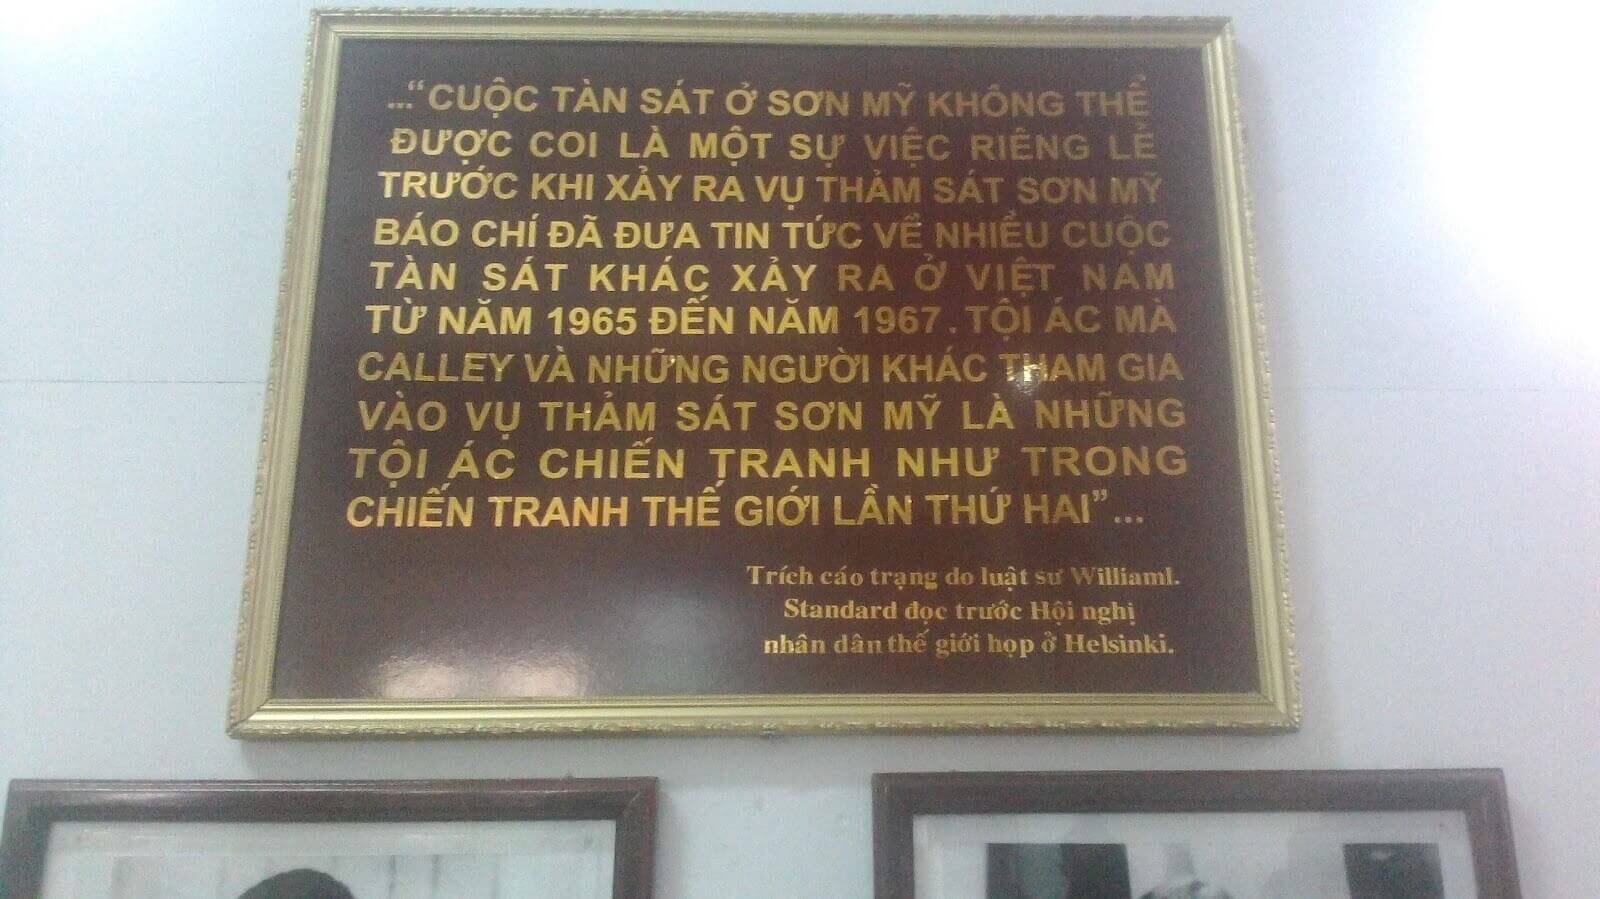 ..."CUỘC TÀN SÁT Ở SƠN MỸ KHÔNG THỂ
ĐƯỢC COI LÀ MỘT SỰ VIỆC RIÊNG LẺ
TRƯỚC KHI XẢY RA VỤ THẢM SÁT SƠN MỸ
BÁO CHÍ ĐÃ ĐƯA TIN TỨC VỀ NHIỀU CUỘC
TÀN SÁT KHÁC XẢY RA Ở VIỆT NAM
TỪ NĂM 1965 ĐẾN NĂM 1967. TỘI ÁC MÀ
CALLEY VÀ NHỮNG NGƯỜI KHÁC THAM GIA
VÀO VỤ THẢM SÁT SƠN MỸ LÀ NHỮNG
TỘI ÁC CHIẾN TRANH NHƯ TRONG
CHIẾN TRANH THẾ GIỚI LẦN THỨ HAI"...
Trích cáo trạng do luật sư Williaml.
Standard đọc trước Hội nghị
nhân dân thế giới họp ở Helsinki.